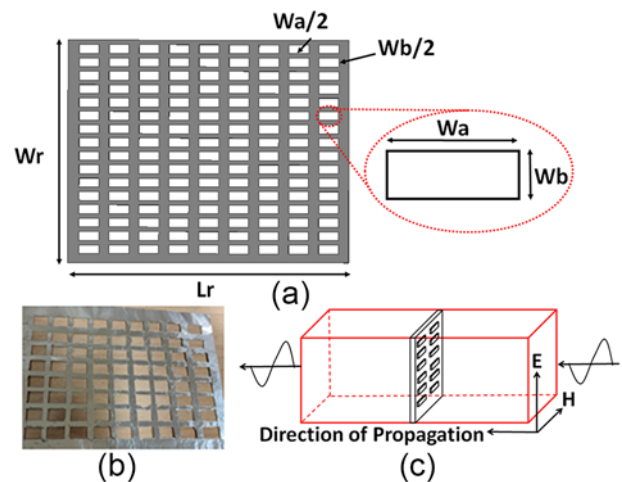 Wa/2
Wb/2
Wr
Wa
Wb
Lr
(a)
E
H
Direction of Propagation
(b)
(c)